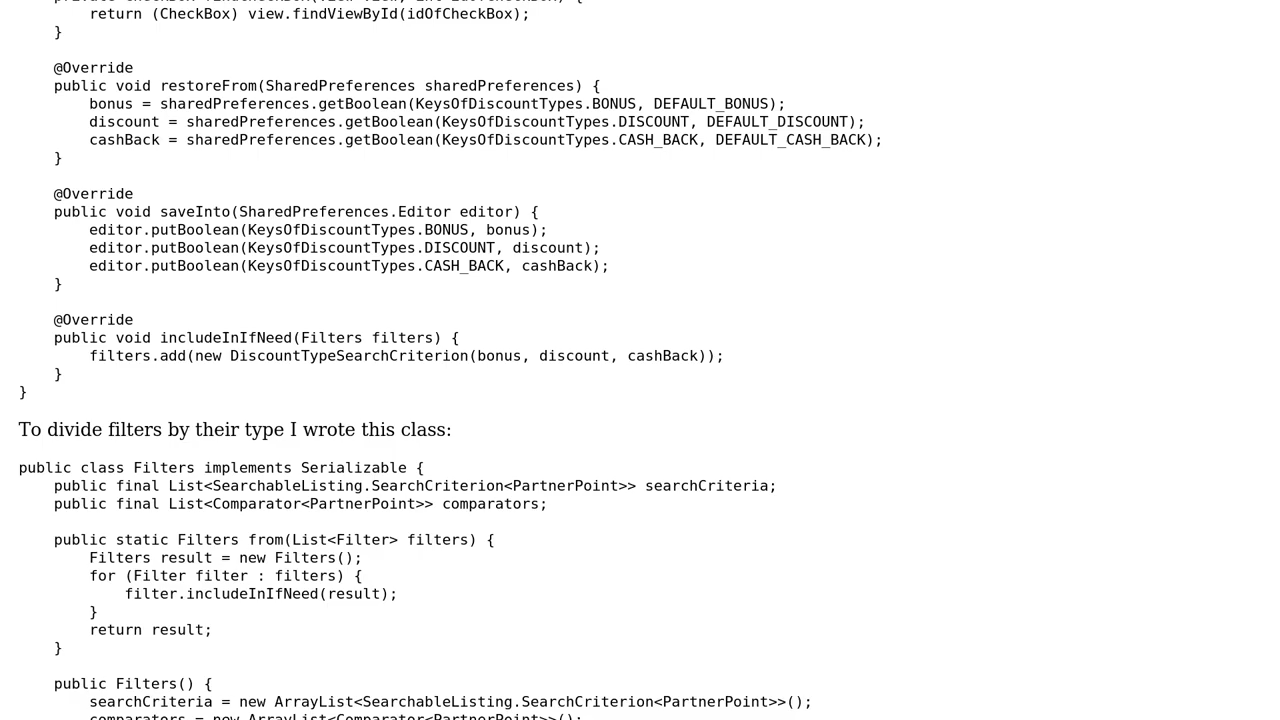 return (CheckBox) view.findViewById(idOfCheckBox);
}
@Override
public void restoreFrom(SharedPreferences sharedPreferences) {
bonus = sharedPreferences.getBoolean(KeysOfDiscountTypes.BONUS, DEFAULT_BONUS);
discount = sharedPreferences.getBoolean(KeysOfDiscountTypes.DISCOUNT, DEFAULT_DISCOUNT);
cashBack = sharedPreferences.getBoolean(KeysOfDiscountTypes.CASH_BACK, DEFAULT_CASH_BACK);
}
@Override
public void saveInto(SharedPreferences.Editor editor) {
editor.putBoolean(KeysOfDiscountTypes.BONUS, bonus);
editor.putBoolean(KeysOfDiscountTypes.DISCOUNT, discount);
editor.putBoolean(KeysOfDiscountTypes.CASH_BACK, cashBack);
}
@Override
public void includeInIfNeed(Filters filters) {
filters.add(new DiscountTypeSearchCriterion(bonus, discount, cashBack));
}
}
To divide filters by their type I wrote this class:
public class Filters implements Serializable {
public final List<SearchableListing.SearchCriterion<PartnerPoint>> searchCriteria;
public final List<Comparator<PartnerPoint>> comparators;
public static Filters from(List<Filter> filters) {
Filters result = new Filters();
for (Filter filter : filters) {
filter.includeInIfNeed(result);
}
return result;
}
public Filters() {
searchCriteria = new ArrayList<SearchableListing.SearchCriterion<PartnerPoint>>();
comparators = new ArrayList<Comparator<PartnerPoint>>();